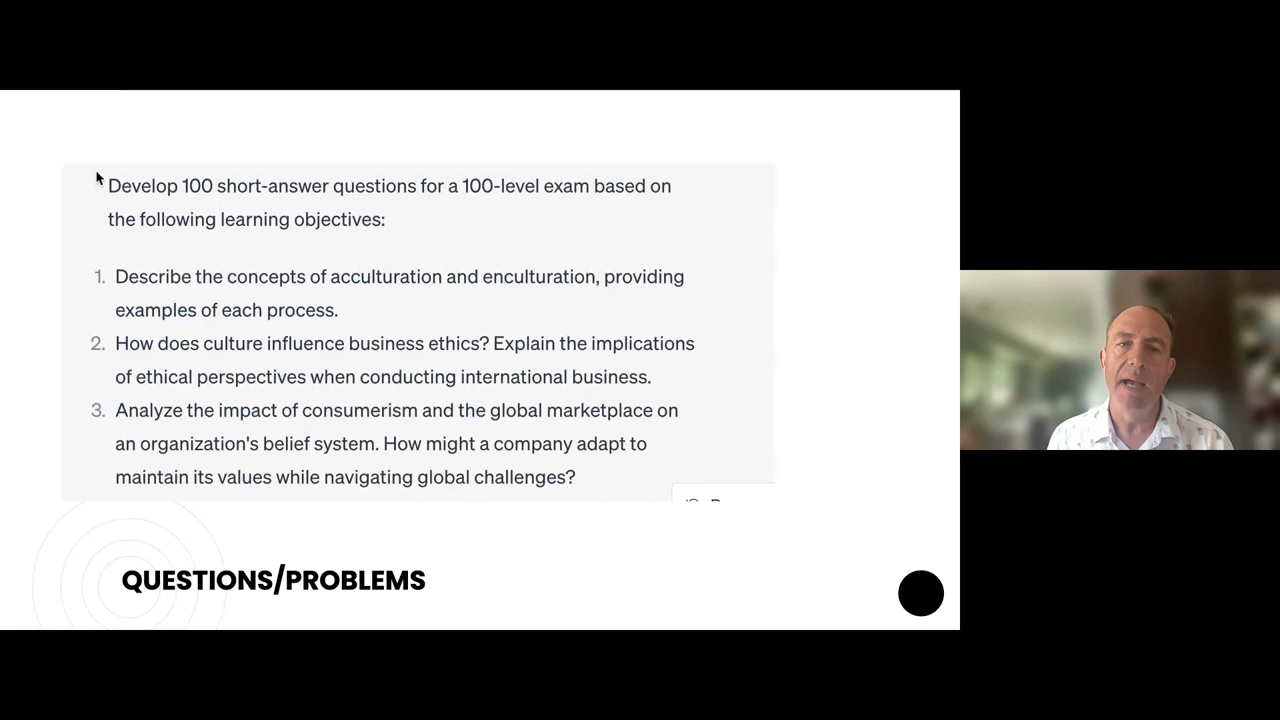 Develop 100 short-answer questions for a 100-level exam based on
the following learning objectives:
1. Describe the concepts of acculturation and enculturation, providing
examples of each process.
2. How does culture influence business ethics? Explain the implications
of ethical perspectives when conducting international business.
3. Analyze the impact of consumerism and the global marketplace on
an organization's belief system. How might a company adapt to
maintain its values while navigating global challenges?
QUESTIONS/PROBLEMS